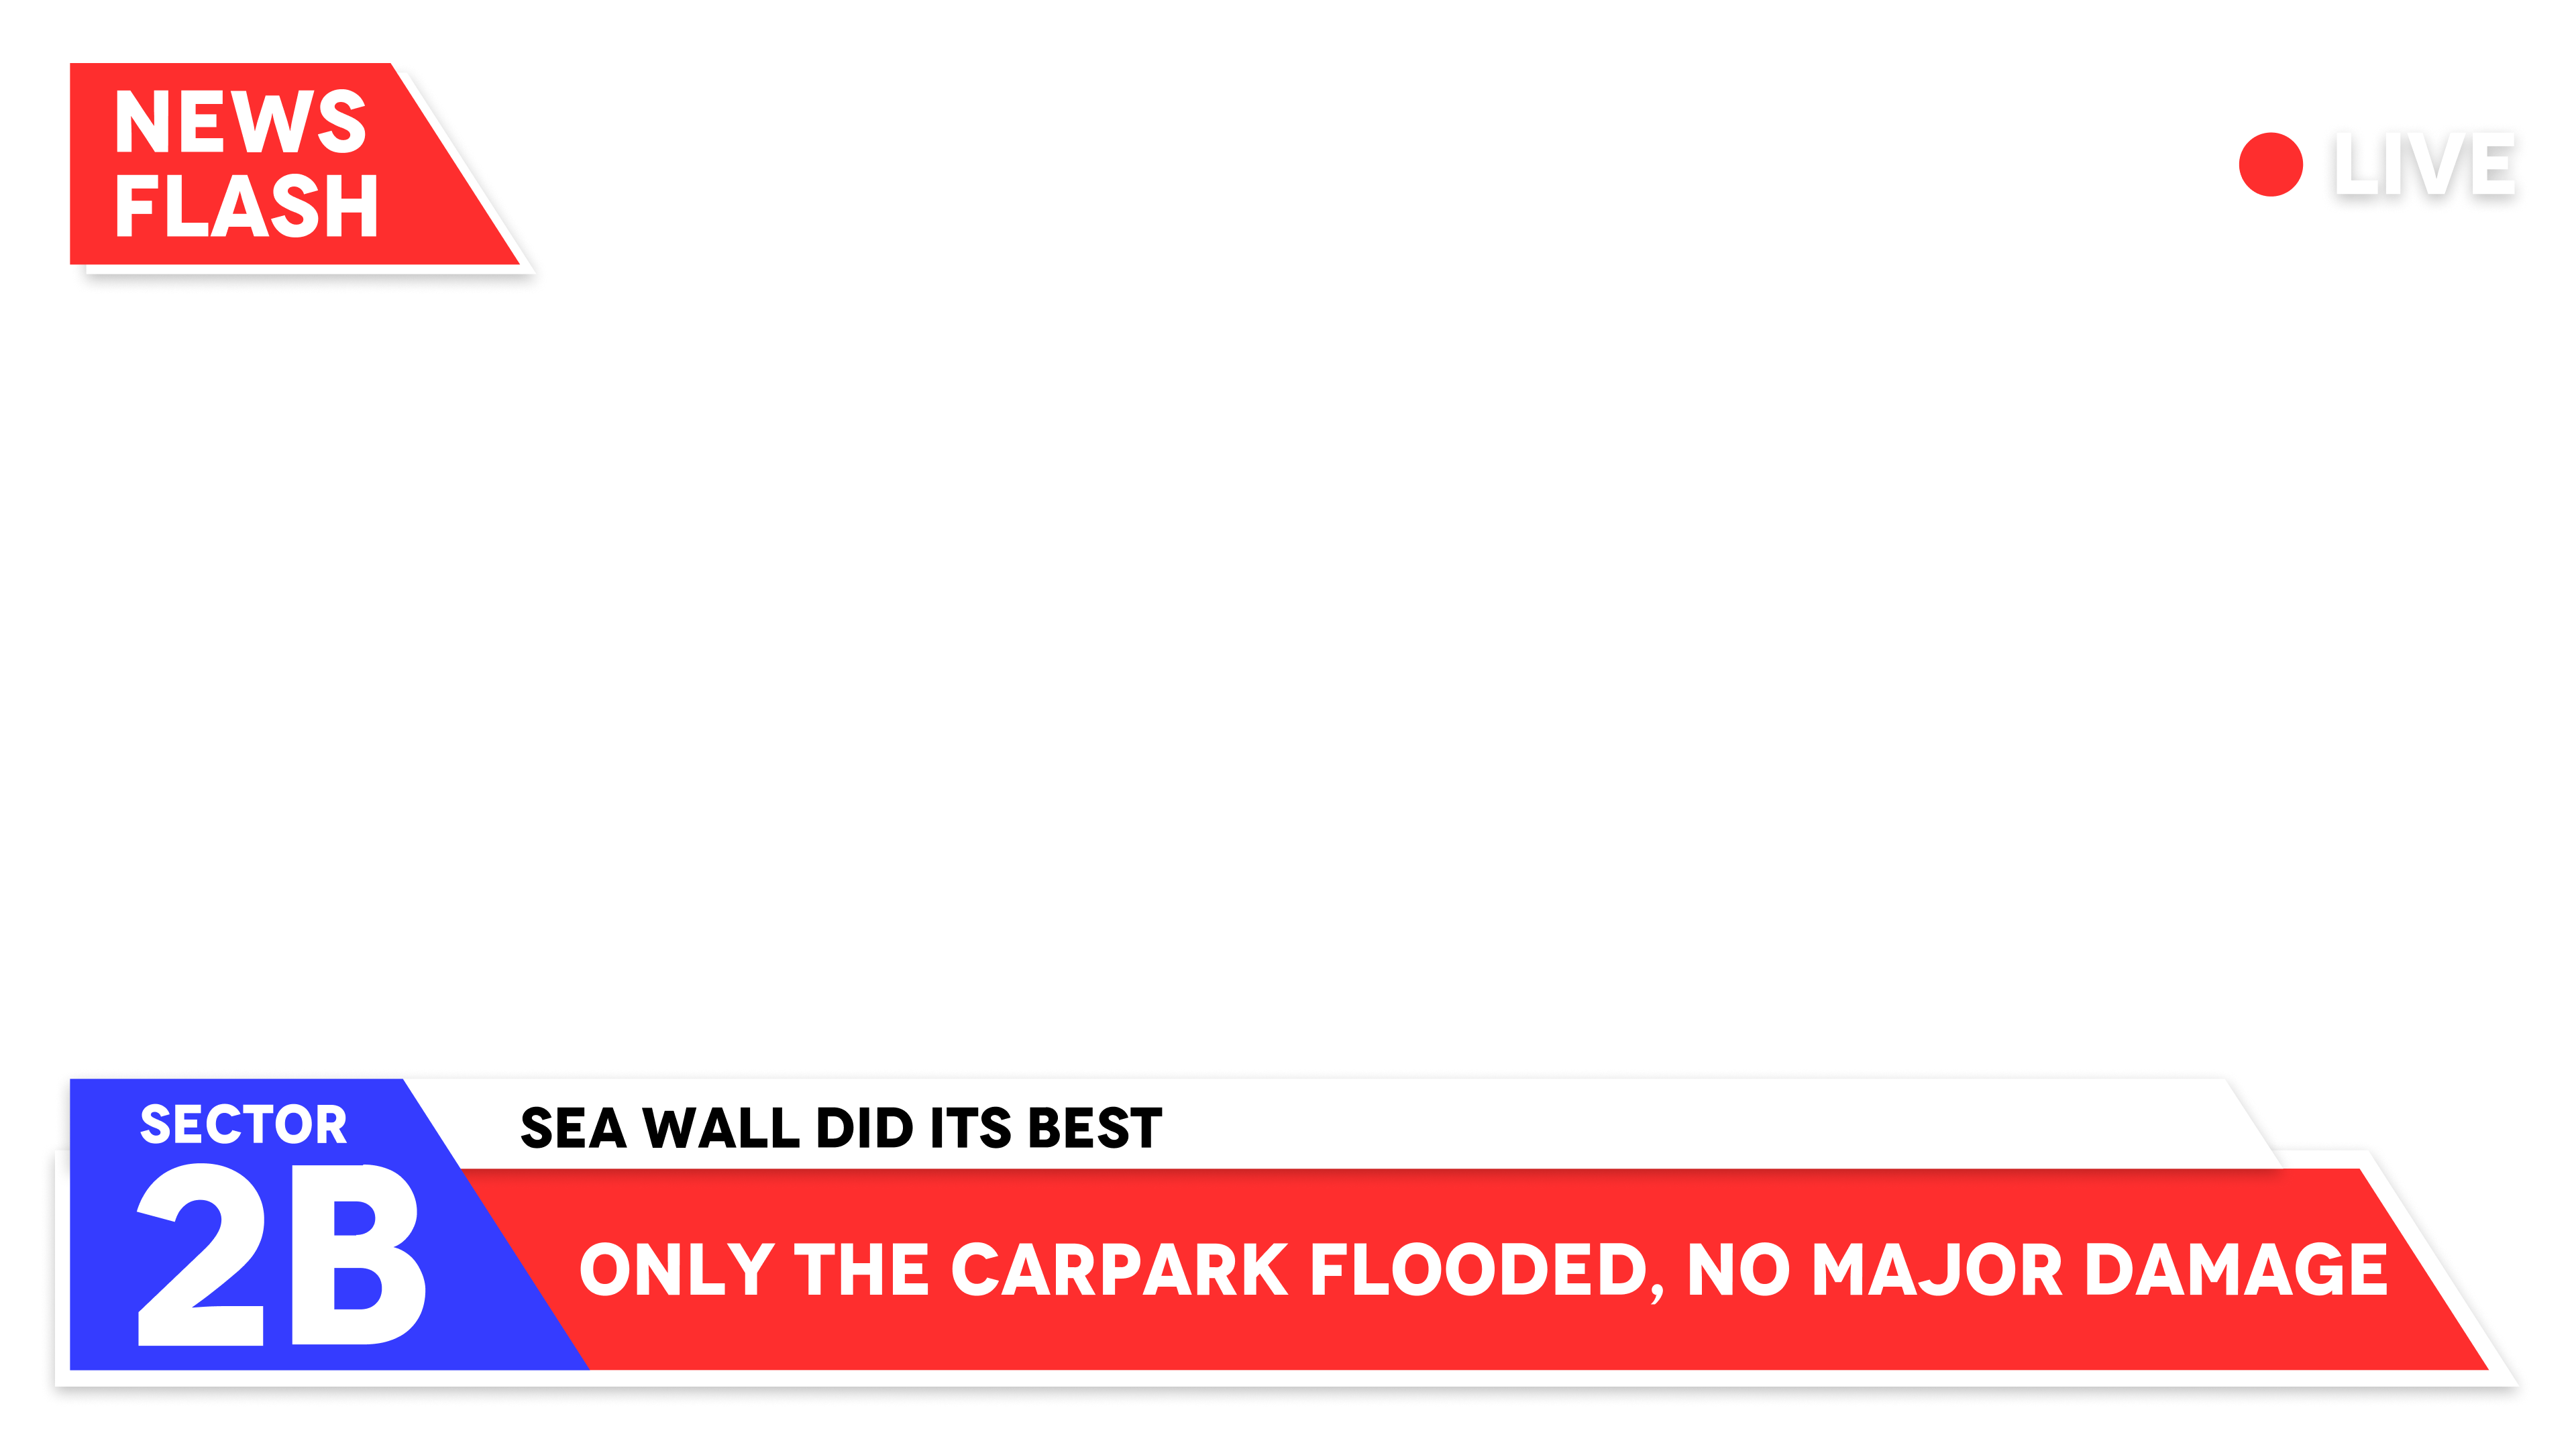 NEWS
FLASH
LIVE
SECTOR
2B
SEA WALL DID ITS BEST
ONLY THE CARPARK FLOODED, NO MAJOR DAMAGE